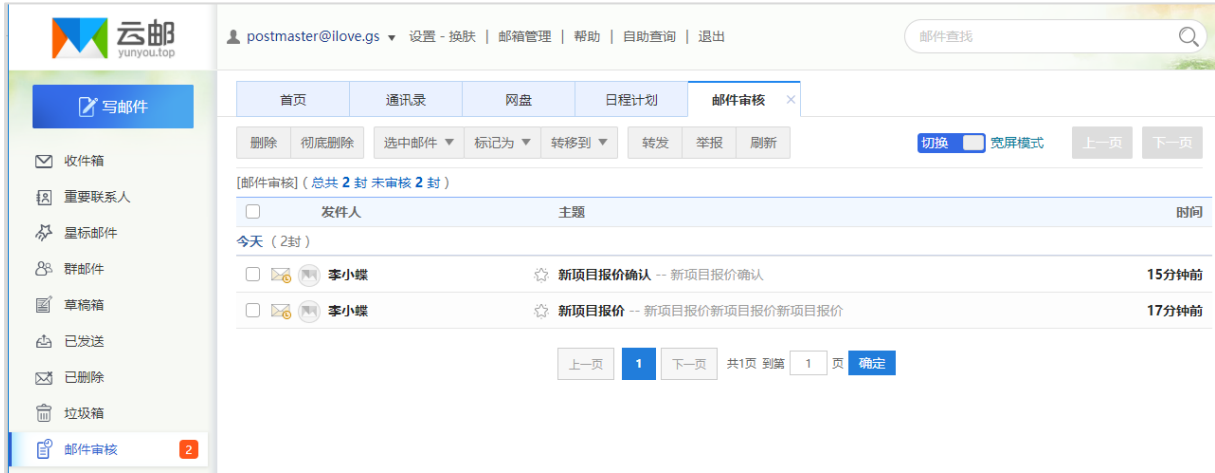 云邮
yunyou.top
postmaster@ilove.gs ▼ 设置 - 换肤 | 邮箱管理 | 帮助 | 自助查询 | 退出
邮件查找
写邮件
收件箱
重要联系人
星标邮件
群邮件
草稿箱
已发送
已删除
垃圾箱
邮件审核 2
首页 通讯录 网盘 日程计划 邮件审核 ×
删除 彻底删除 选中邮件 ▼ 标记为 ▼ 转移到 ▼ 转发 举报 刷新 切换 宽屏模式 上一页 下一页
[邮件审核] ( 总共 2 封 未审核 2 封 )
发件人 主题 时间
今天 ( 2封 )
李小蝶 新项目报价确认 -- 新项目报价确认 15分钟前
李小蝶 新项目报价 -- 新项目报价新项目报价新项目报价 17分钟前
上一页 1 下一页 共1页 到第 1 页 确定